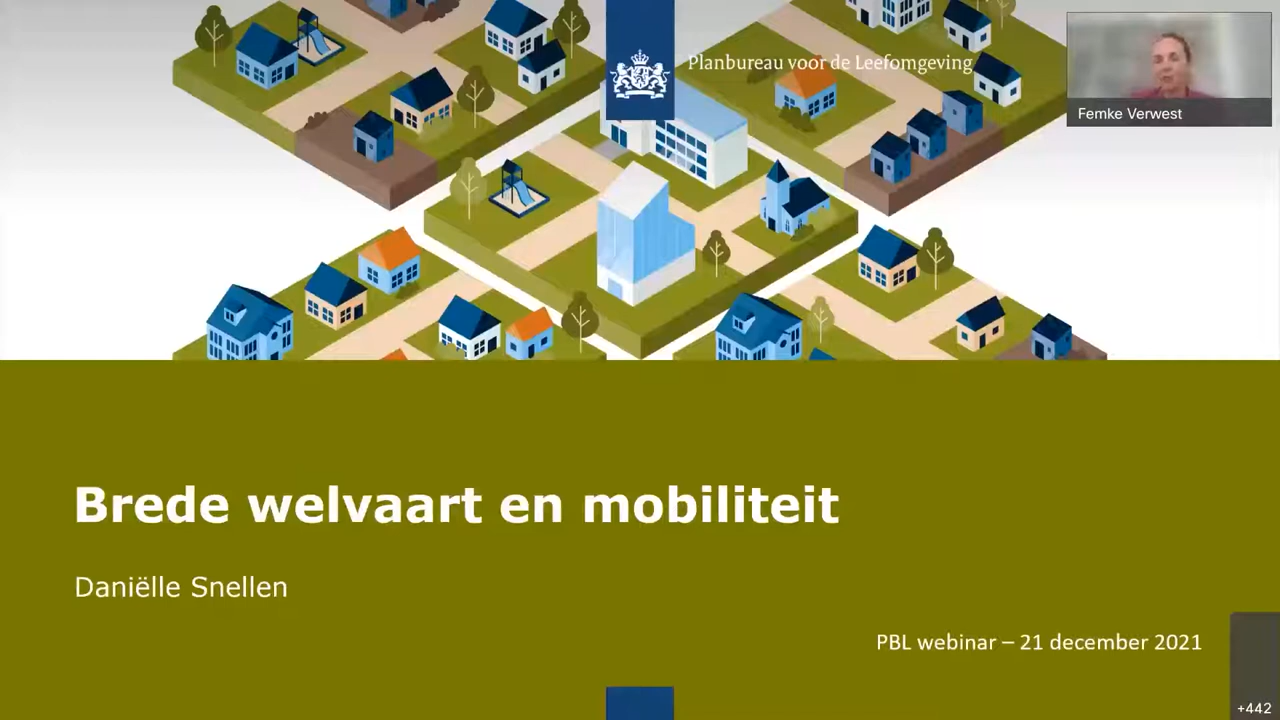 Planbureau voor de Leefomgeving
Femke Verwest
Brede welvaart en mobiliteit
Daniëlle Snellen
PBL webinar – 21 december 2021
+442